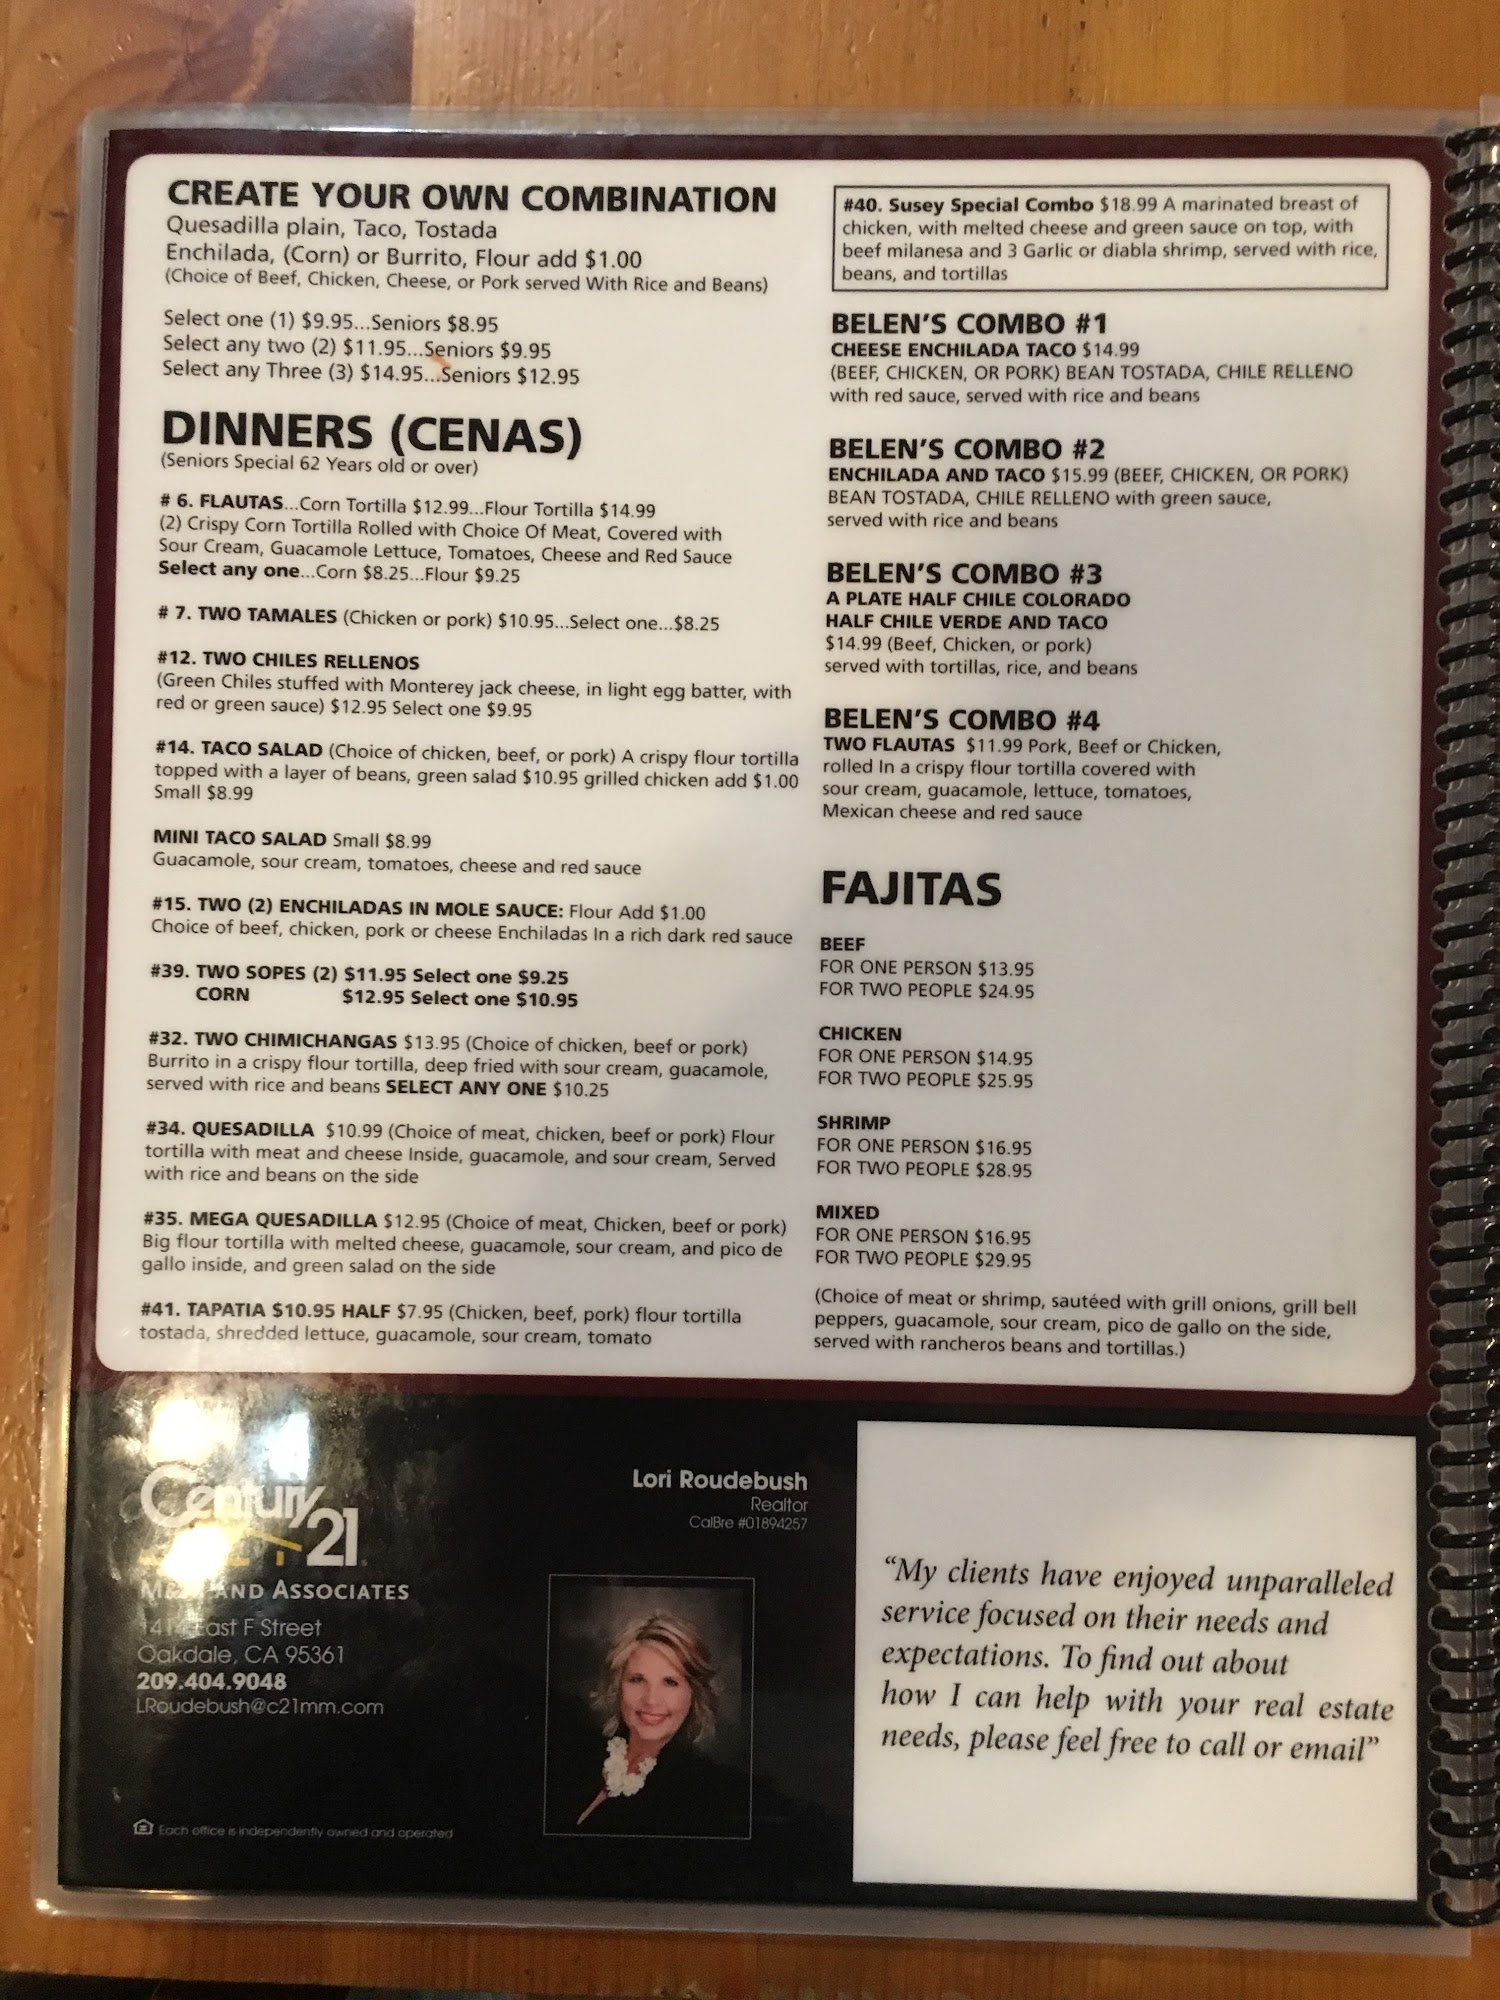 CREATE YOUR OWN COMBINATION
Quesadilla plain, Taco, Tostada
Enchilada, (Corn) or Burrito, Flour add $1.00
(Choice of Beef, Chicken, Cheese, or Pork served With Rice and Beans)
Select one (1) $9.95...Seniors $8.95
Select any two (2) $11.95...Seniors $9.95
Select any Three (3) $14.95...Seniors $12.95
DINNERS (CENAS)
(Seniors Special 62 Years old or over)
# 6. FLAUTAS...Corn Tortilla $12.99...Flour Tortilla $14.99
(2) Crispy Corn Tortilla Rolled with Choice Of Meat, Covered with
Sour Cream, Guacamole Lettuce, Tomatoes, Cheese and Red Sauce
Select any one...Corn $8.25...Flour $9.25
# 7. TWO TAMALES (Chicken or pork) $10.95...Select one...$8.25
#12. TWO CHILES RELLENOS
(Green Chiles stuffed with Monterey jack cheese, in light egg batter, with
red or green sauce) $12.95 Select one $9.95
#14. TACO SALAD (Choice of chicken, beef, or pork) A crispy flour tortilla
topped with a layer of beans, green salad $10.95 grilled chicken add $1.00
Small $8.99
MINI TACO SALAD Small $8.99
Guacamole, sour cream, tomatoes, cheese and red sauce
#15. TWO (2) ENCHILADAS IN MOLE SAUCE: Flour Add $1.00
Choice of beef, chicken, pork or cheese Enchiladas In a rich dark red sauce
#39. TWO SOPES (2) $11.95 Select one $9.25
CORN $12.95 Select one $10.95
#32. TWO CHIMICHANGAS $13.95 (Choice of chicken, beef or pork)
Burrito in a crispy flour tortilla, deep fried with sour cream, guacamole,
served with rice and beans SELECT ANY ONE $10.25
#34. QUESADILLA $10.99 (Choice of meat, chicken, beef or pork) Flour
tortilla with meat and cheese Inside, guacamole, and sour cream, Served
with rice and beans on the side
#35. MEGA QUESADILLA $12.95 (Choice of meat, Chicken, beef or pork)
Big flour tortilla with melted cheese, guacamole, sour cream, and pico de
gallo inside, and green salad on the side
#41. TAPATIA $10.95 HALF $7.95 (Chicken, beef, pork) flour tortilla
tostada, shredded lettuce, guacamole, sour cream, tomato
#40. Susey Special Combo $18.99 A marinated breast of
chicken, with melted cheese and green sauce on top, with
beef milanesa and 3 Garlic or diabla shrimp, served with rice,
beans, and tortillas
BELEN'S COMBO #1
CHEESE ENCHILADA TACO $14.99
(BEEF, CHICKEN, OR PORK) BEAN TOSTADA, CHILE RELLENO
with red sauce, served with rice and beans
BELEN'S COMBO #2
ENCHILADA AND TACO $15.99 (BEEF, CHICKEN, OR PORK)
BEAN TOSTADA, CHILE RELLENO with green sauce,
served with rice and beans
BELEN'S COMBO #3
A PLATE HALF CHILE COLORADO
HALF CHILE VERDE AND TACO
$14.99 (Beef, Chicken, or pork)
served with tortillas, rice, and beans
BELEN'S COMBO #4
TWO FLAUTAS $11.99 Pork, Beef or Chicken,
rolled In a crispy flour tortilla covered with
sour cream, guacamole, lettuce, tomatoes,
Mexican cheese and red sauce
FAJITAS
BEEF
FOR ONE PERSON $13.95
FOR TWO PEOPLE $24.95
CHICKEN
FOR ONE PERSON $14.95
FOR TWO PEOPLE $25.95
SHRIMP
FOR ONE PERSON $16.95
FOR TWO PEOPLE $28.95
MIXED
FOR ONE PERSON $16.95
FOR TWO PEOPLE $29.95
(Choice of meat or shrimp, sautéed with grill onions, grill bell
peppers, guacamole, sour cream, pico de gallo on the side,
served with rancheros beans and tortillas.)
Century 21
AND ASSOCIATES
East F Street
Oakdale, CA 95361
209.404.9048
LRoudebush@c21mm.com
Each office is independently owned and operated
Lori Roudebush
Realtor
CalBre #01894257
“My clients have enjoyed unparalleled
service focused on their needs and
expectations. To find out about
how I can help with your real estate
needs, please feel free to call or email”